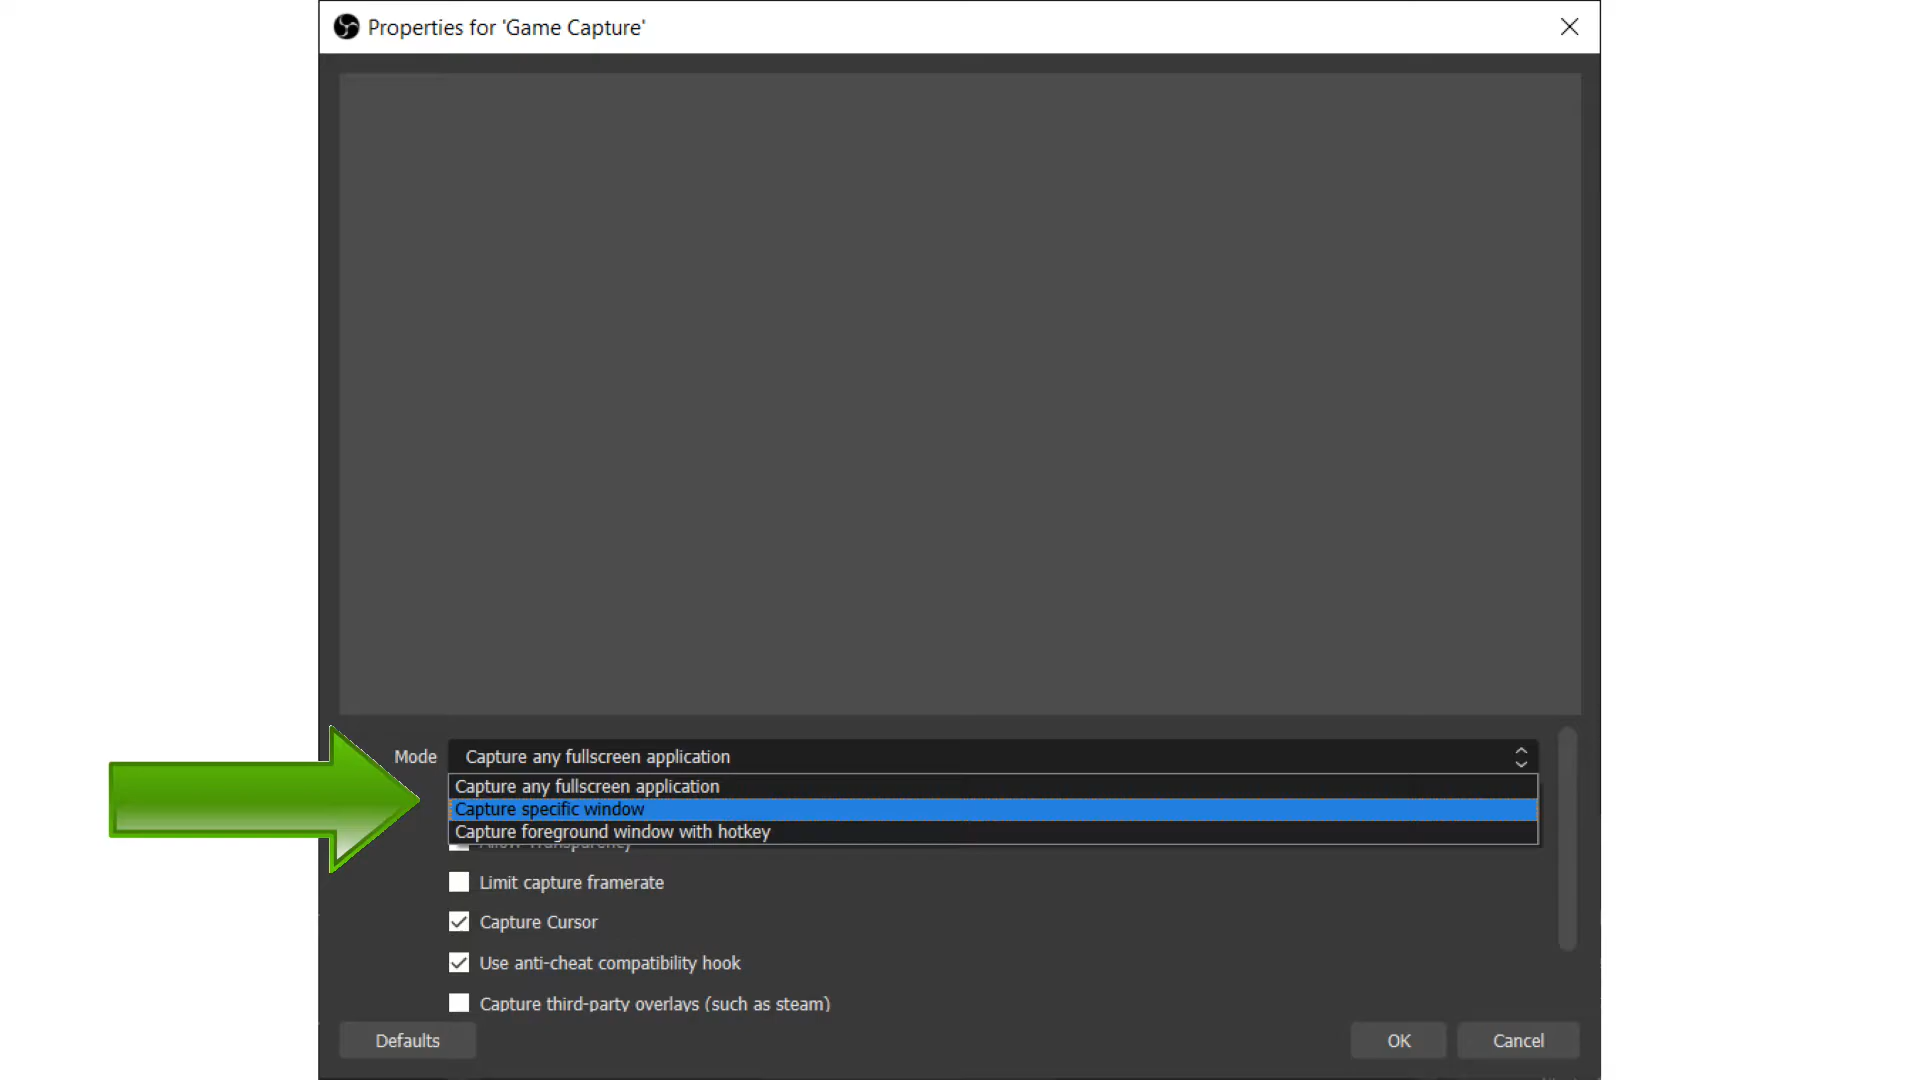 Properties for 'Game Capture'
Mode
Capture any fullscreen application
Capture any fullscreen application
Capture specific window
Capture foreground window with hotkey
Allow Transparency
Limit capture framerate
Capture Cursor
Use anti-cheat compatibility hook
Capture third-party overlays (such as steam)
Defaults
OK
Cancel